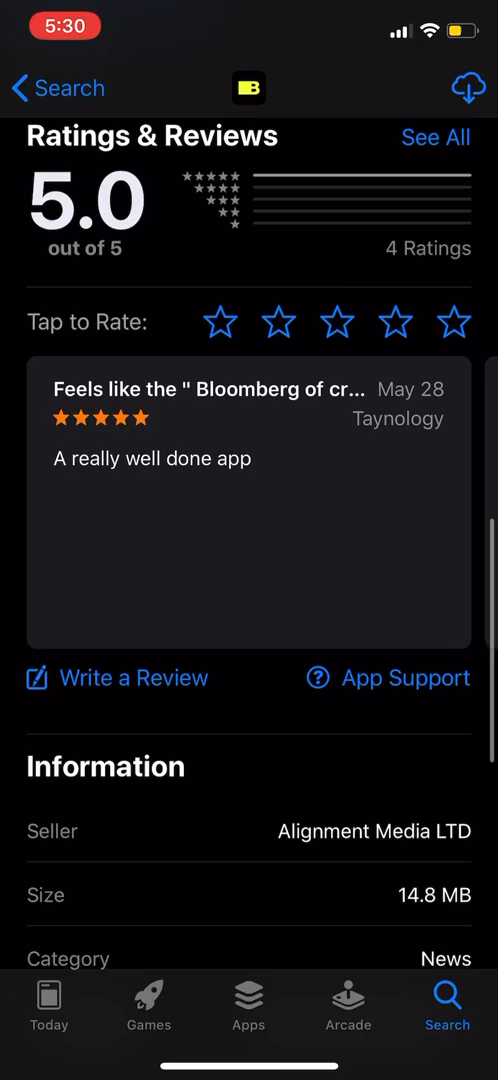 5:30
Search
B
Ratings & Reviews
See All
5.0
out of 5
4 Ratings
Tap to Rate:
Feels like the " Bloomberg of cr...
May 28
Taynology
A really well done app
Write a Review
App Support
Information
Seller
Alignment Media LTD
Size
14.8 MB
Category
News
Today
Games
Apps
Arcade
Search